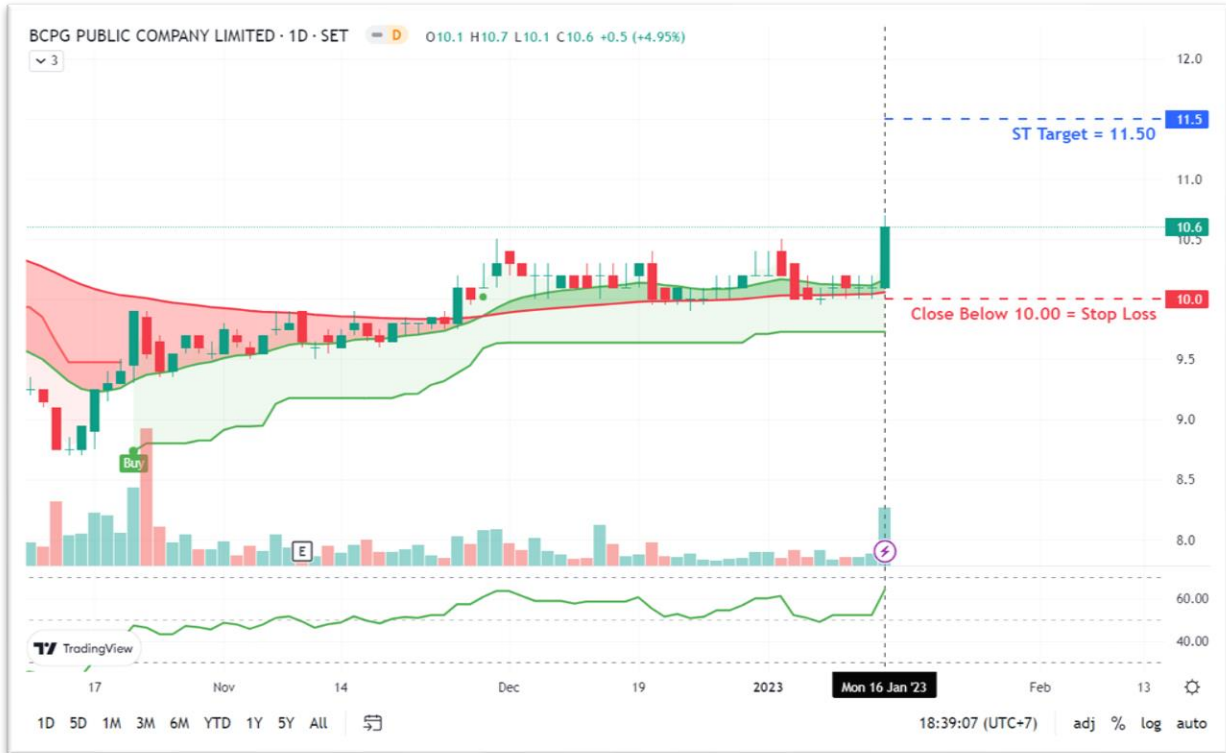 BCPG PUBLIC COMPANY LIMITED · 1D · SET D O10.1 H10.7 L10.1 C10.6 +0.5 (+4.95%)
3
12.0
11.5
ST Target = 11.50
11.0
10.6
10.5
10.0
Close Below 10.00 = Stop Loss
9.5
9.0
Buy
8.5
E
8.0
60.00
40.00
TradingView
17 Nov 14 Dec 19 2023 Mon 16 Jan '23 Feb 13
1D 5D 1M 3M 6M YTD 1Y 5Y All 18:39:07 (UTC+7) adj % log auto